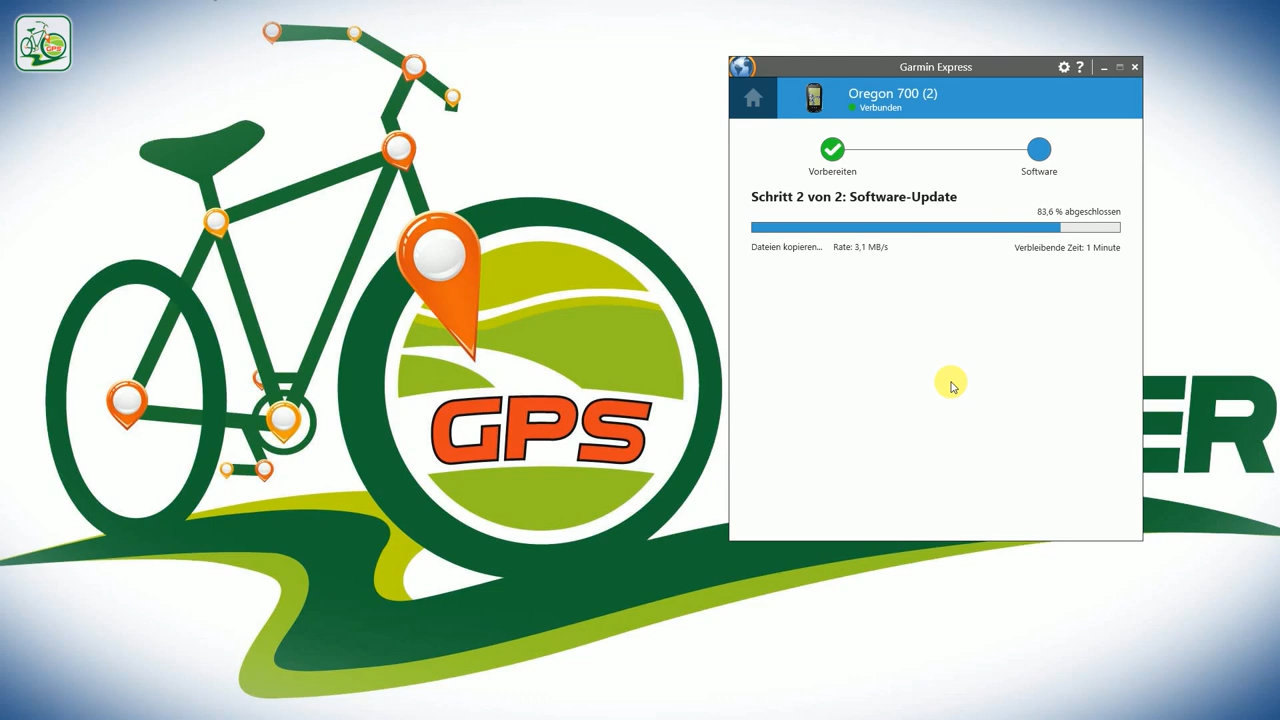 GPS
Garmin Express
?
Oregon 700 (2)
Verbunden
Vorbereiten
Software
Schritt 2 von 2: Software-Update
83,6 % abgeschlossen
Dateien kopieren... Rate: 3,1 MB/s
Verbleibende Zeit: 1 Minute
GPS
ER